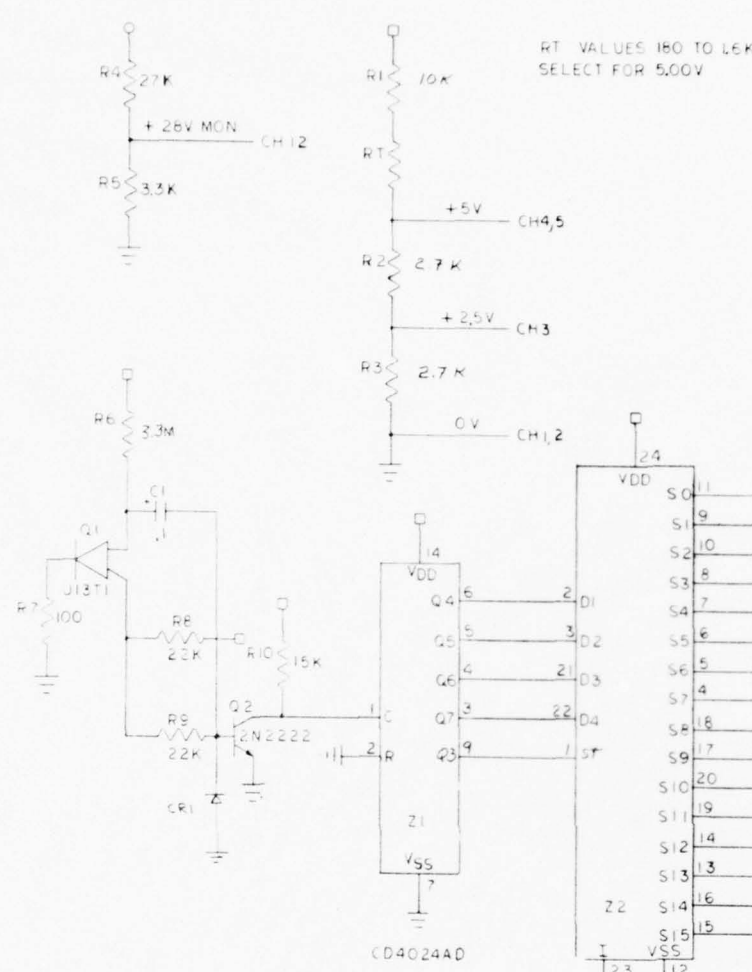 RT VALUES 180 TO 1.6K
SELECT FOR 5.00V
R4
27K
+ 28V MON
CH 12
R5
3.3K
R1
10K
RT
+5V
CH4,5
R2
2.7K
+2.5V
CH3
R3
2.7K
0V
CH1,2
R6
3.3M
C1
+
.1
Q1
U13T1
R7
100
R8
22K
R9
22K
R10
15K
Q2
2N2222
CR1
14
VDD
Q4 6
Q5 5
Q6 4
Q7 3
Q3 9
1 C
2 R
Z1
VSS
7
CD4024AD
24
VDD
2 D1
3 D2
21 D3
22 D4
1 ST
S0 11
S1 9
S2 10
S3 8
S4 7
S5 6
S6 5
S7 4
S8 18
S9 17
S10 20
S11 19
S12 14
S13 13
S14 16
S15 15
Z2
I
VSS
23
12